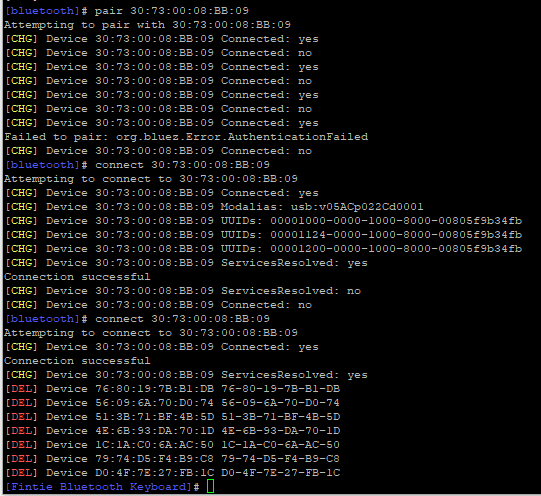 [bluetooth]# pair 30:73:00:08:BB:09
Attempting to pair with 30:73:00:08:BB:09
[CHG] Device 30:73:00:08:BB:09 Connected: yes
[CHG] Device 30:73:00:08:BB:09 Connected: no
[CHG] Device 30:73:00:08:BB:09 Connected: yes
[CHG] Device 30:73:00:08:BB:09 Connected: no
[CHG] Device 30:73:00:08:BB:09 Connected: yes
[CHG] Device 30:73:00:08:BB:09 Connected: no
[CHG] Device 30:73:00:08:BB:09 Connected: yes
Failed to pair: org.bluez.Error.AuthenticationFailed
[CHG] Device 30:73:00:08:BB:09 Connected: no
[bluetooth]# connect 30:73:00:08:BB:09
Attempting to connect to 30:73:00:08:BB:09
[CHG] Device 30:73:00:08:BB:09 Connected: yes
[CHG] Device 30:73:00:08:BB:09 Modalias: usb:v05ACp022Cd0001
[CHG] Device 30:73:00:08:BB:09 UUIDs: 00001000-0000-1000-8000-00805f9b34fb
[CHG] Device 30:73:00:08:BB:09 UUIDs: 00001124-0000-1000-8000-00805f9b34fb
[CHG] Device 30:73:00:08:BB:09 UUIDs: 00001200-0000-1000-8000-00805f9b34fb
[CHG] Device 30:73:00:08:BB:09 ServicesResolved: yes
Connection successful
[CHG] Device 30:73:00:08:BB:09 ServicesResolved: no
[CHG] Device 30:73:00:08:BB:09 Connected: no
[bluetooth]# connect 30:73:00:08:BB:09
Attempting to connect to 30:73:00:08:BB:09
[CHG] Device 30:73:00:08:BB:09 Connected: yes
Connection successful
[CHG] Device 30:73:00:08:BB:09 ServicesResolved: yes
[DEL] Device 76:80:19:7B:B1:DB 76-80-19-7B-B1-DB
[DEL] Device 56:09:6A:70:D0:74 56-09-6A-70-D0-74
[DEL] Device 51:3B:71:BF:4B:5D 51-3B-71-BF-4B-5D
[DEL] Device 4E:6B:93:DA:70:1D 4E-6B-93-DA-70-1D
[DEL] Device 1C:1A:C0:6A:AC:50 1C-1A-C0-6A-AC-50
[DEL] Device 79:74:D5:F4:B9:C8 79-74-D5-F4-B9-C8
[DEL] Device D0:4F:7E:27:FB:1C D0-4F-7E-27-FB-1C
[Fintie Bluetooth Keyboard]#